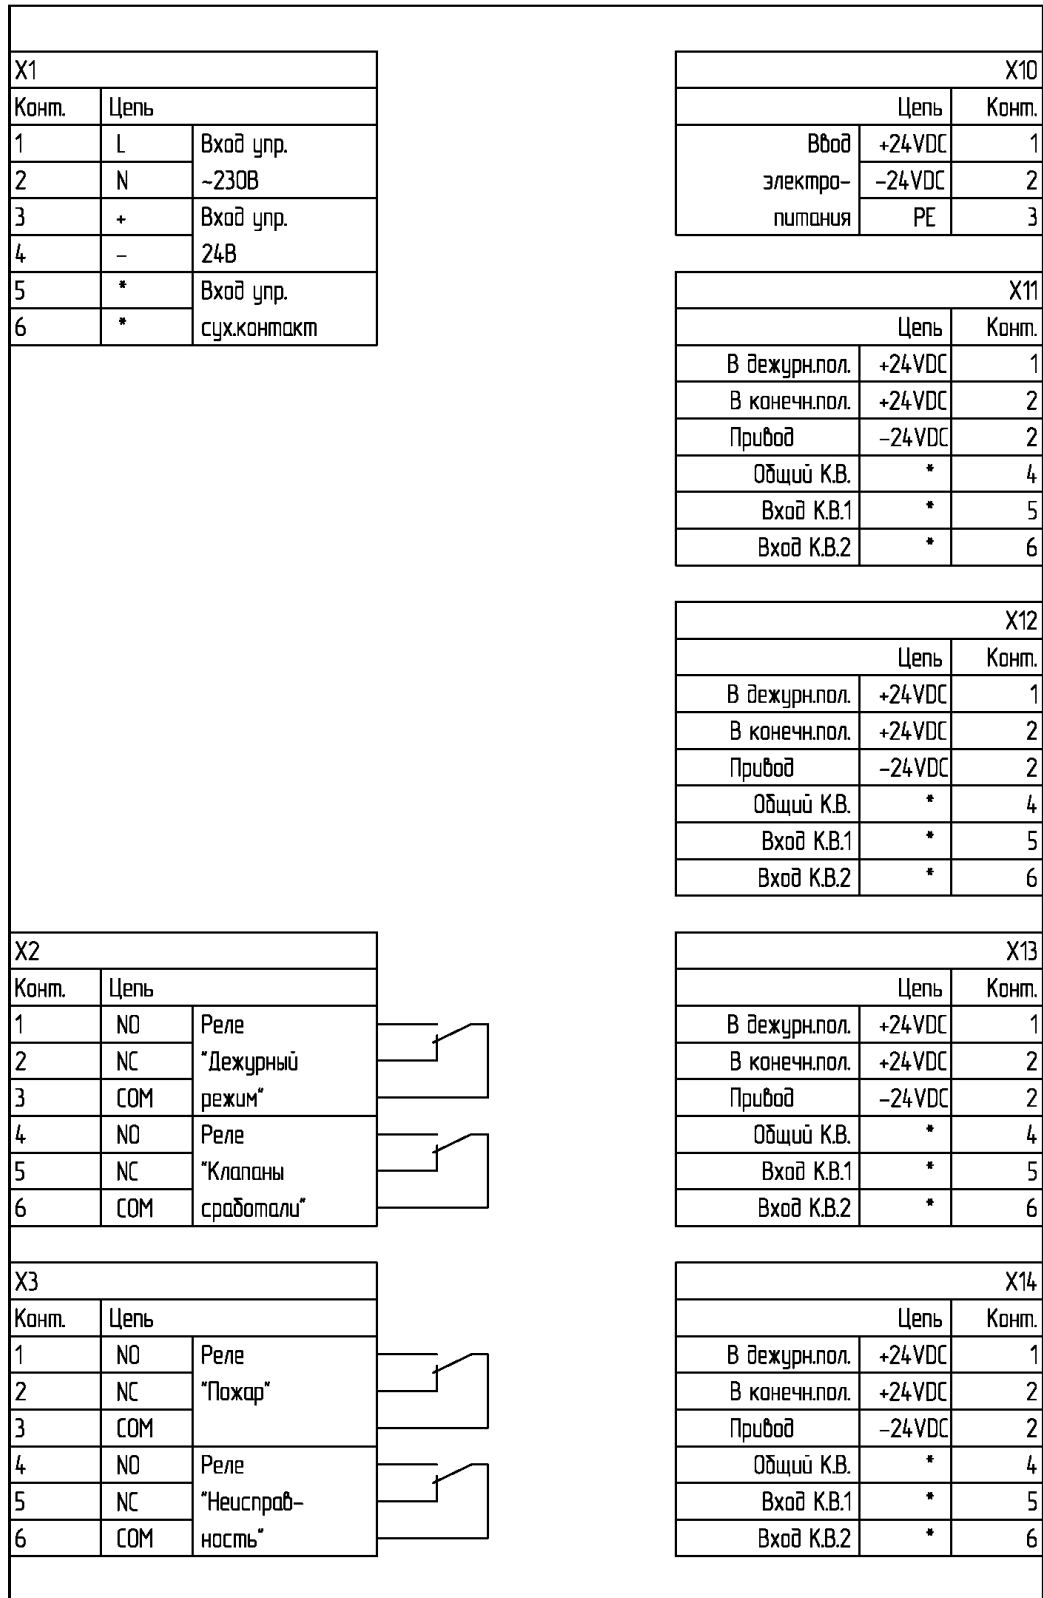 X1
Конт. Цепь
1 L Вход упр.
2 N ~230В
3 + Вход упр.
4 – 24В
5 * Вход упр.
6 * сух.контакт
X10
Цепь Конт.
Ввод +24VDC 1
электро– –24VDC 2
питания PE 3
X11
Цепь Конт.
В дежурн.пол. +24VDC 1
В конечн.пол. +24VDC 2
Привод –24VDC 2
Общий К.В. * 4
Вход К.В.1 * 5
Вход К.В.2 * 6
X12
Цепь Конт.
В дежурн.пол. +24VDC 1
В конечн.пол. +24VDC 2
Привод –24VDC 2
Общий К.В. * 4
Вход К.В.1 * 5
Вход К.В.2 * 6
X2
Конт. Цепь
1 NO Реле
2 NC "Дежурный
3 COM режим"
4 NO Реле
5 NC "Клапаны
6 COM сработали"
X13
Цепь Конт.
В дежурн.пол. +24VDC 1
В конечн.пол. +24VDC 2
Привод –24VDC 2
Общий К.В. * 4
Вход К.В.1 * 5
Вход К.В.2 * 6
X3
Конт. Цепь
1 NO Реле
2 NC "Пожар"
3 COM
4 NO Реле
5 NC "Неисправ–
6 COM ность"
X14
Цепь Конт.
В дежурн.пол. +24VDC 1
В конечн.пол. +24VDC 2
Привод –24VDC 2
Общий К.В. * 4
Вход К.В.1 * 5
Вход К.В.2 * 6